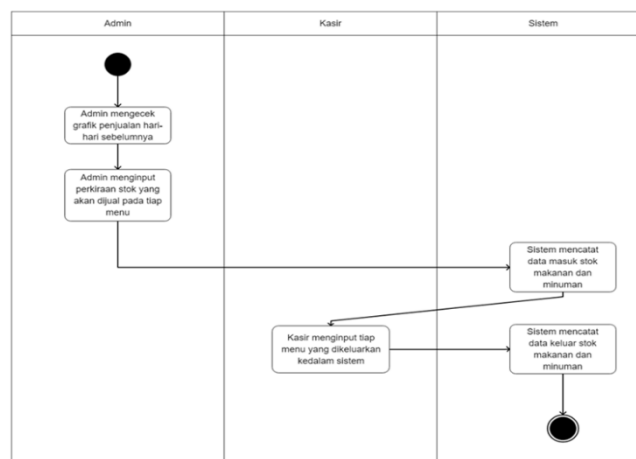 Admin
Kasir
Sistem
Admin mengecek
grafik penjualan hari-
hari sebelumnya
Admin menginput
perkiraan stok yang
akan dijual pada tiap
menu
Sistem mencatat
data masuk stok
makanan dan
minuman
Kasir menginput tiap
menu yang dikeluarkan
kedalam sistem
Sistem mencatat
data keluar stok
makanan dan
minuman